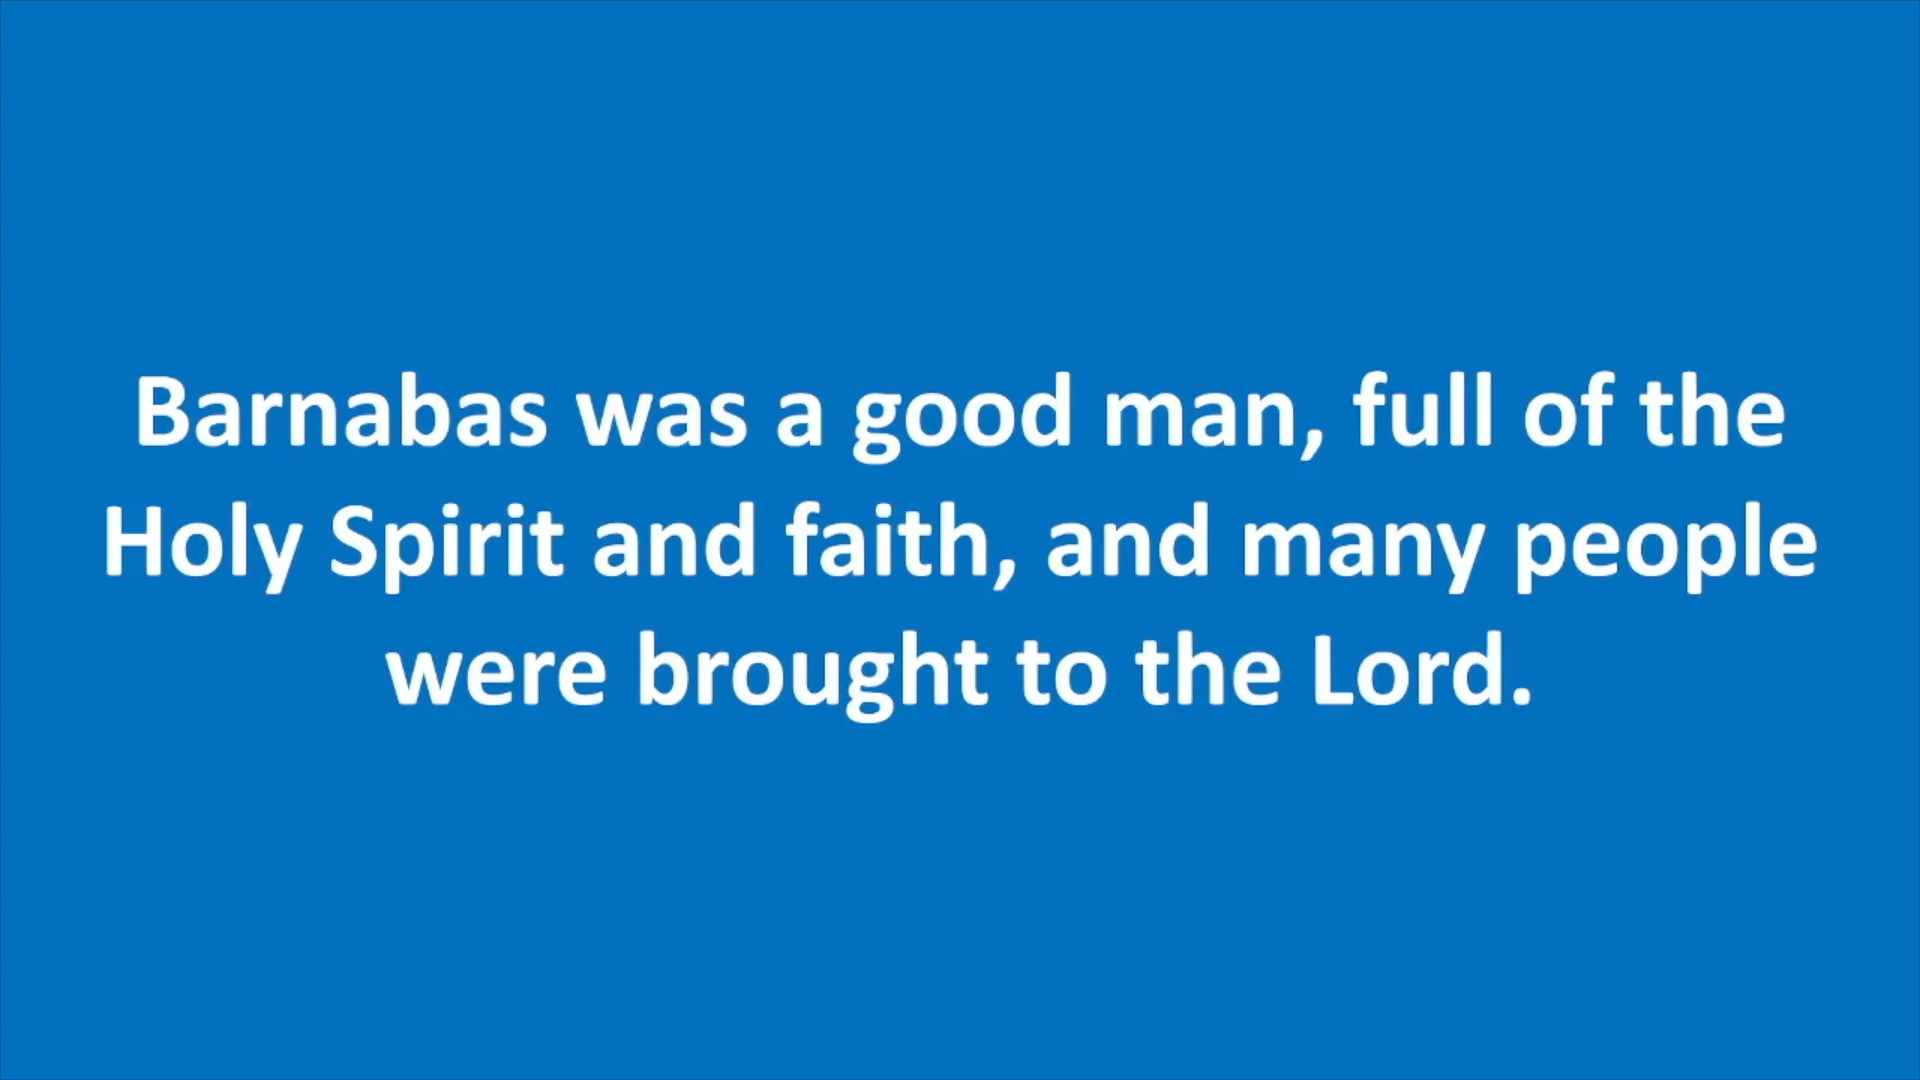 Barnabas was a good man, full of the
Holy Spirit and faith, and many people
were brought to the Lord.